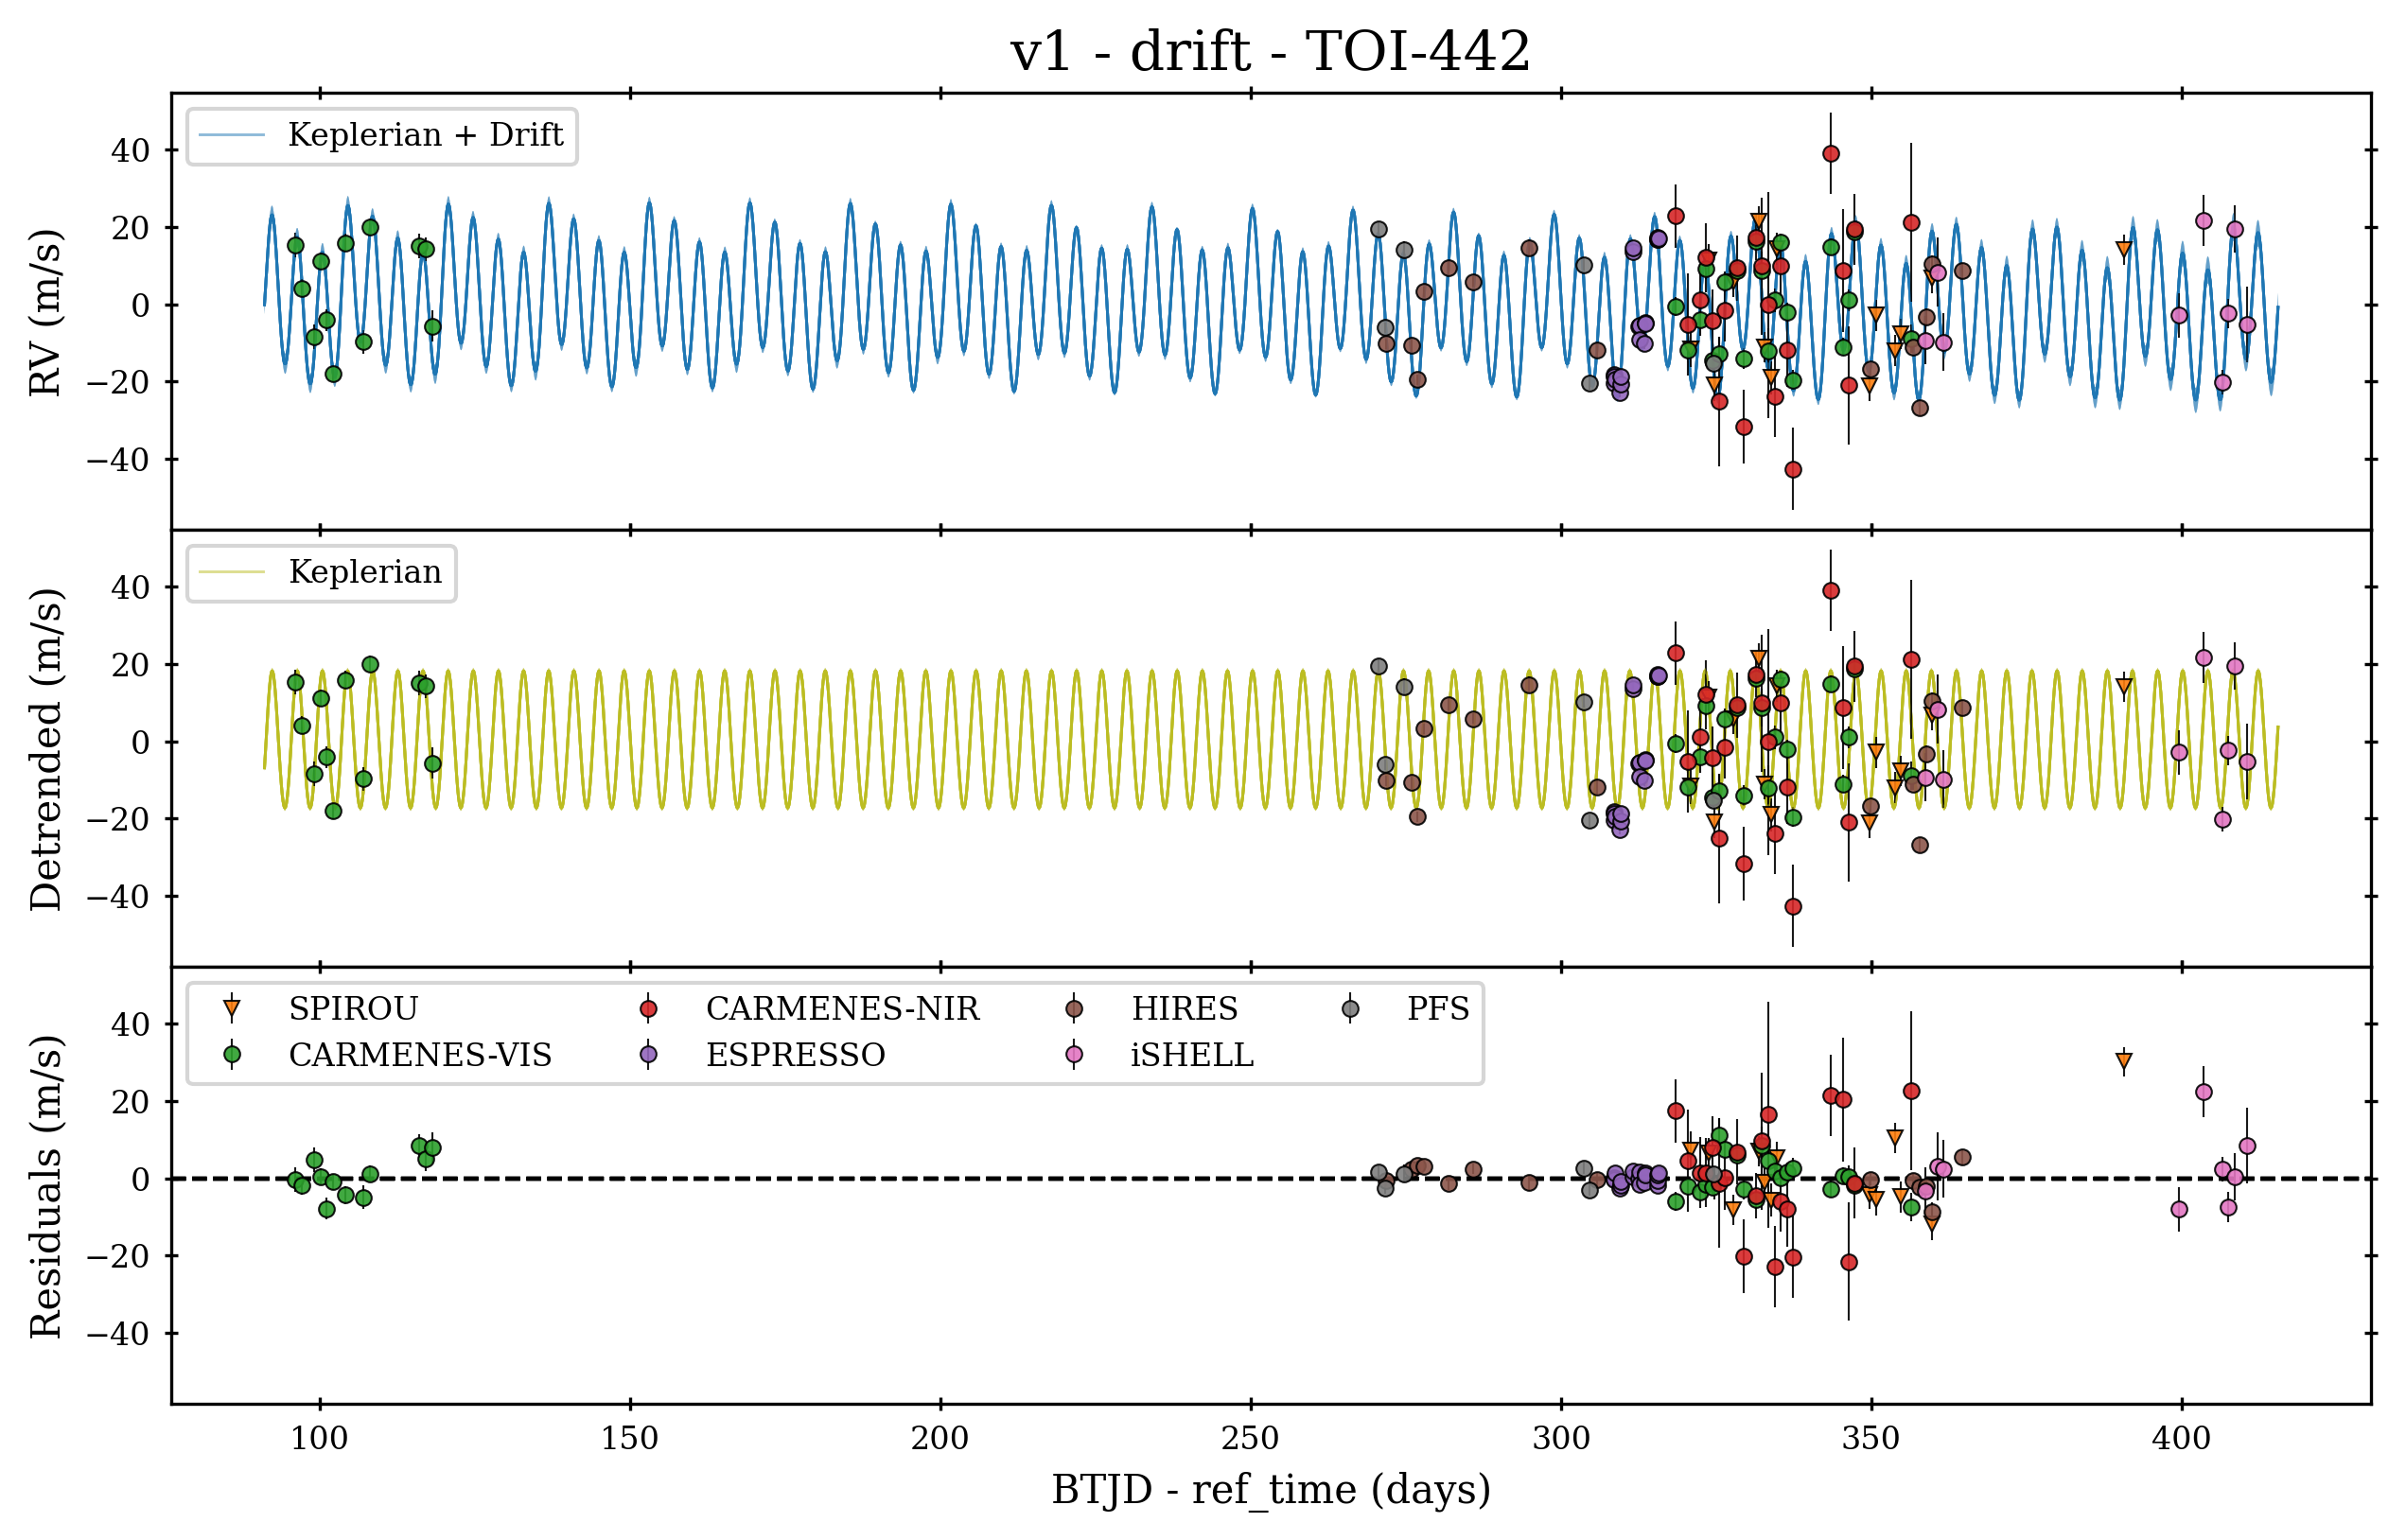 v1 - drift - TOI-442
Keplerian + Drift
RV (m/s)
40
20
0
−20
−40
Keplerian
Detrended (m/s)
40
20
0
−20
−40
SPIROU
CARMENES-VIS
CARMENES-NIR
ESPRESSO
HIRES
iSHELL
PFS
Residuals (m/s)
40
20
0
−20
−40
100 150 200 250 300 350 400
BTJD - ref_time (days)